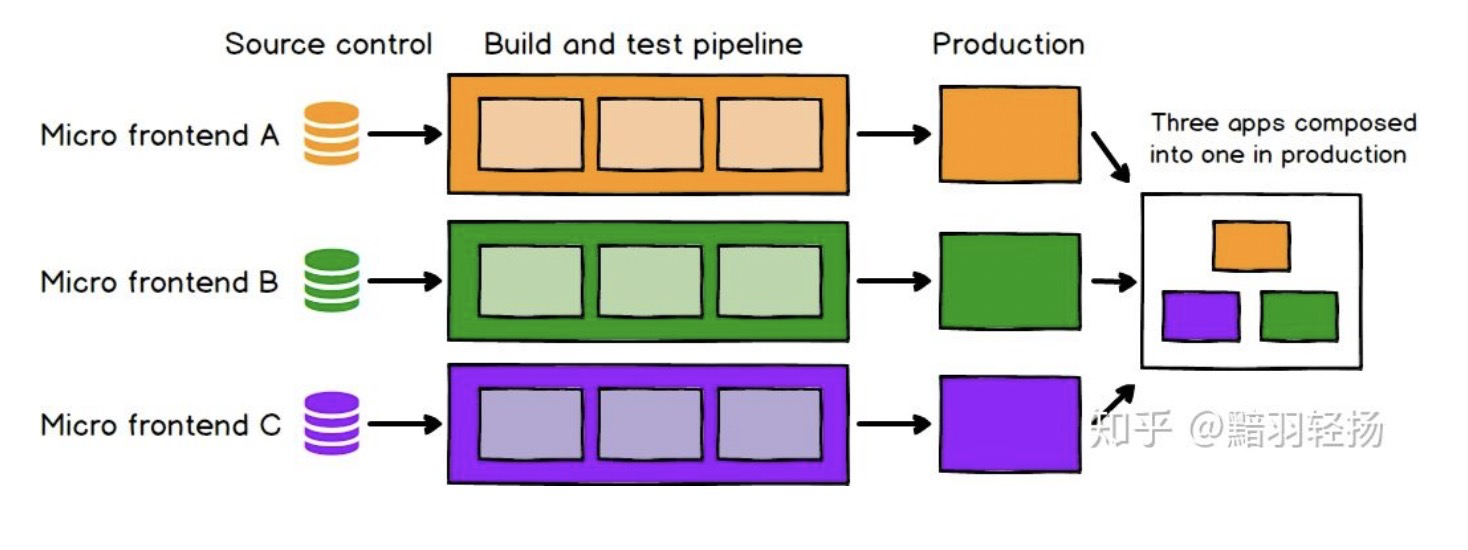 Source control
Build and test pipeline
Production
Micro frontend A
Three apps composed
into one in production
Micro frontend B
Micro frontend C
知乎 @黯羽轻扬